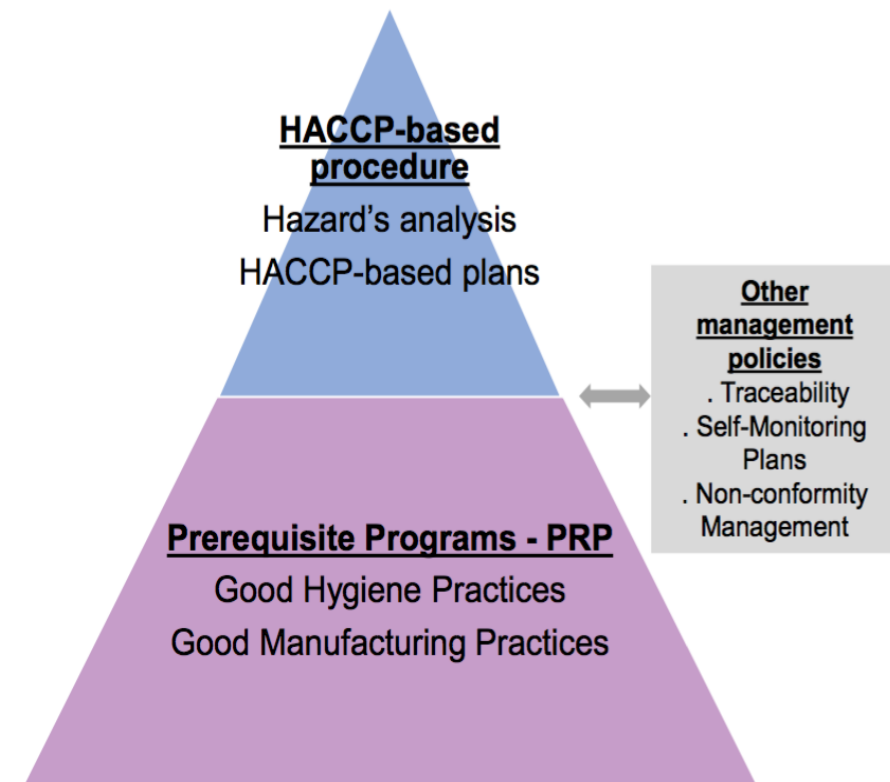 HACCP-based
procedure
Hazard's analysis
HACCP-based plans
Other
management
policies
. Traceability
. Self-Monitoring
Plans
. Non-conformity
Management
Prerequisite Programs - PRP
Good Hygiene Practices
Good Manufacturing Practices